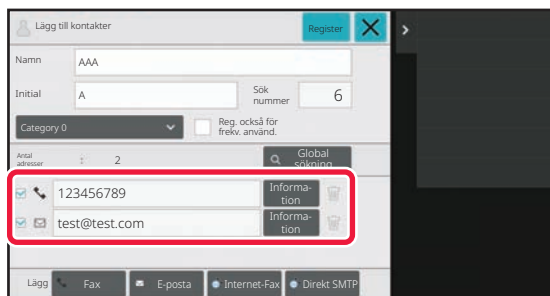 Lägg till kontakter
Register
Namn
AAA
Initial
A
Sök
nummer
6
Category 0
Reg. också för
frekv. använd.
Antal
adresser
:
2
Global
sökning
123456789
Informa-
tion
test@test.com
Informa-
tion
Lägg
Fax
E-posta
Internet-Fax
Direkt SMTP